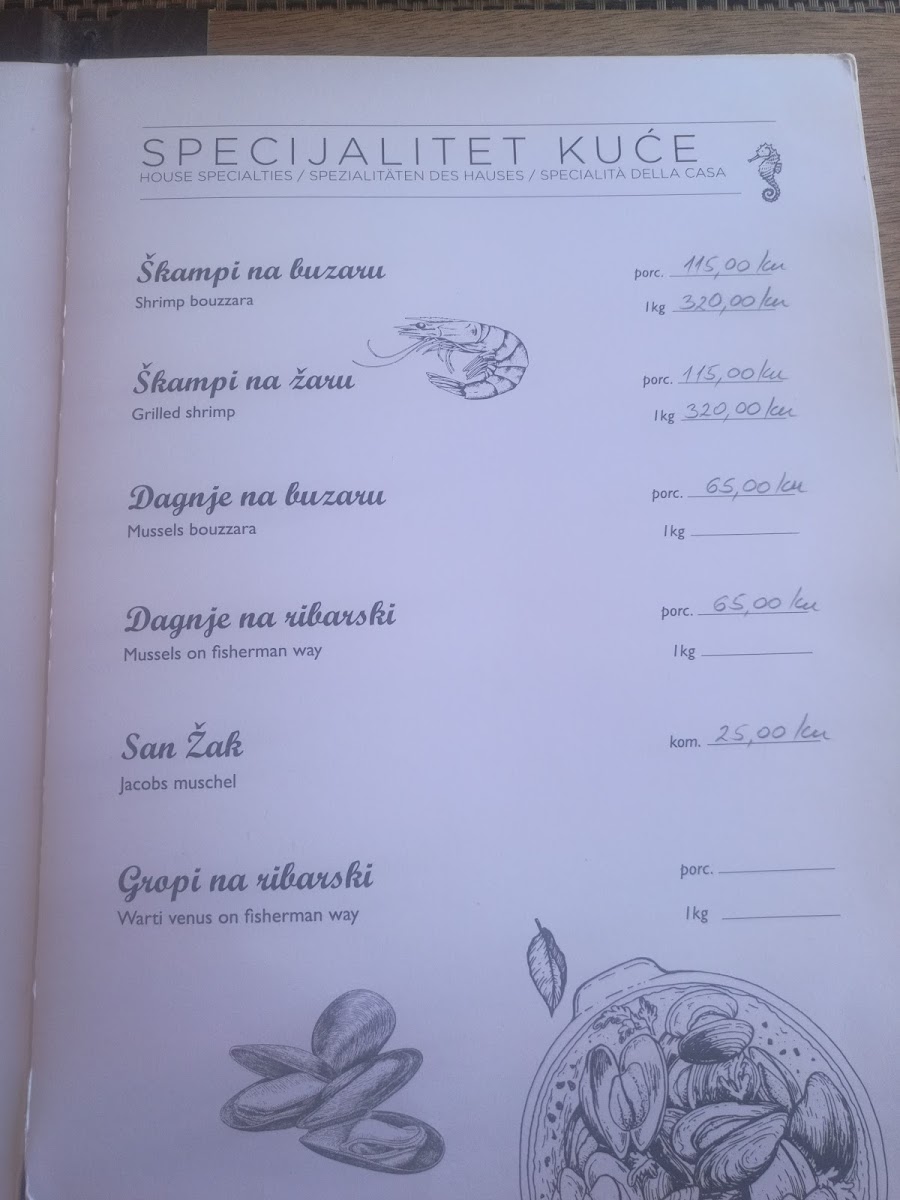 SPECIJALITET KUĆE
HOUSE SPECIALTIES / SPEZIALITÄTEN DES HAUSES / SPECIALITÀ DELLA CASA
Škampi na buzaru porc. 115,00 kn
Shrimp bouzzara 1kg 320,00 kn
Škampi na žaru porc. 115,00 kn
Grilled shrimp 1kg 320,00 kn
Dagnje na buzaru porc. 65,00 kn
Mussels bouzzara 1kg
Dagnje na ribarski porc. 65,00 kn
Mussels on fisherman way 1kg
San Žak kom. 25,00 kn
Jacobs muschel
Gropi na ribarski porc.
Warti venus on fisherman way 1kg